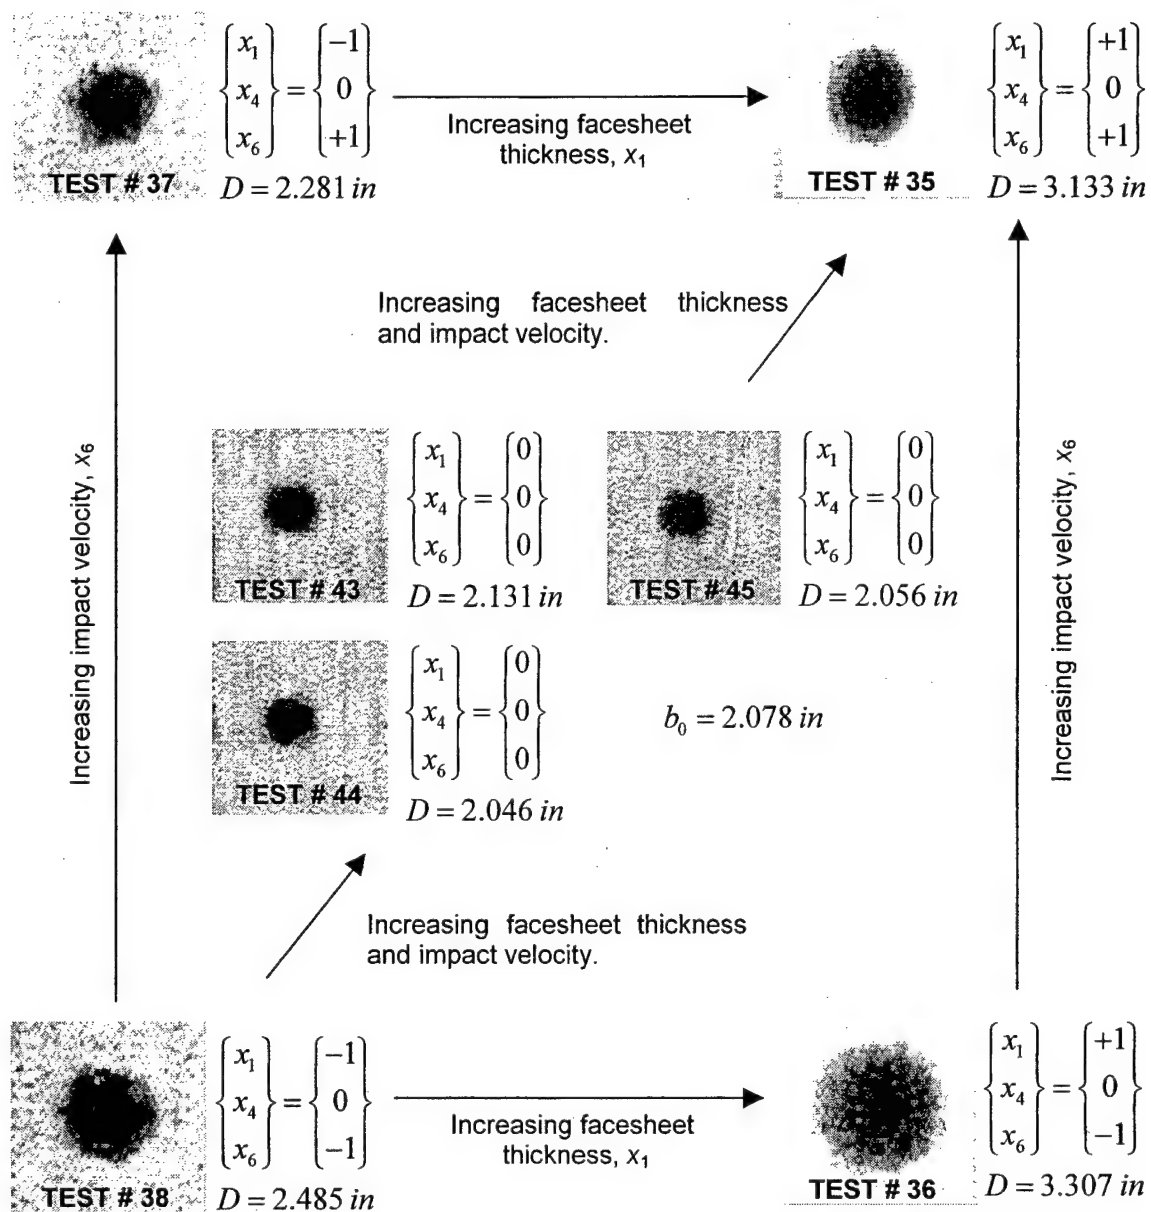 {x₁ x₄ x₆} = {−1 0 +1}
TEST # 37
D = 2.281 in
Increasing facesheet
thickness, x₁
{x₁ x₄ x₆} = {+1 0 +1}
TEST # 35
D = 3.133 in
Increasing facesheet thickness
and impact velocity.
Increasing impact velocity, x₆
{x₁ x₄ x₆} = {0 0 0}
TEST # 43
D = 2.131 in
{x₁ x₄ x₆} = {0 0 0}
TEST # 45
D = 2.056 in
Increasing impact velocity, x₆
{x₁ x₄ x₆} = {0 0 0}
TEST # 44
D = 2.046 in
b₀ = 2.078 in
Increasing facesheet thickness
and impact velocity.
{x₁ x₄ x₆} = {−1 0 −1}
TEST # 38
D = 2.485 in
Increasing facesheet
thickness, x₁
{x₁ x₄ x₆} = {+1 0 −1}
TEST # 36
D = 3.307 in